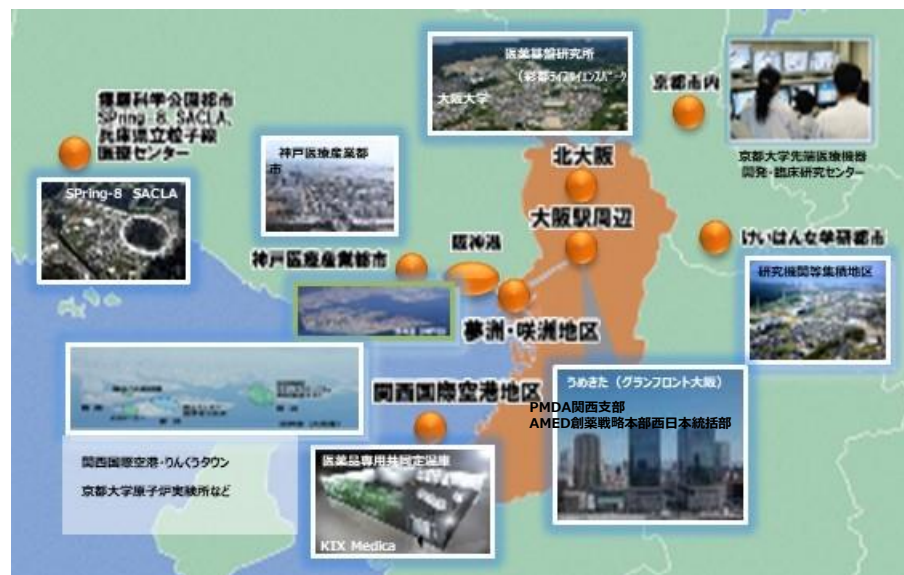 医薬基盤研究所
(彩都ライフサイエンスパーク
大阪大学
京都市内
京都大学先端医療機器
開発・臨床研究センター
播磨科学公園都市
SPring-8、SACLA、
兵庫県立粒子線
医療センター
SPring-8 SACLA
神戸医療産業都
市
北大阪
大阪駅周辺
阪神港
神戸医療産業都市
けいはんな学研都市
研究機関等集積地区
夢洲・咲洲地区
関西国際空港地区
うめきた（グランフロント大阪）
PMDA関西支部
AMED創薬戦略本部西日本統括部
関西国際空港・りんくうタウン
京都大学原子炉実験所など
医薬品専用共同定温庫
KIX Medica